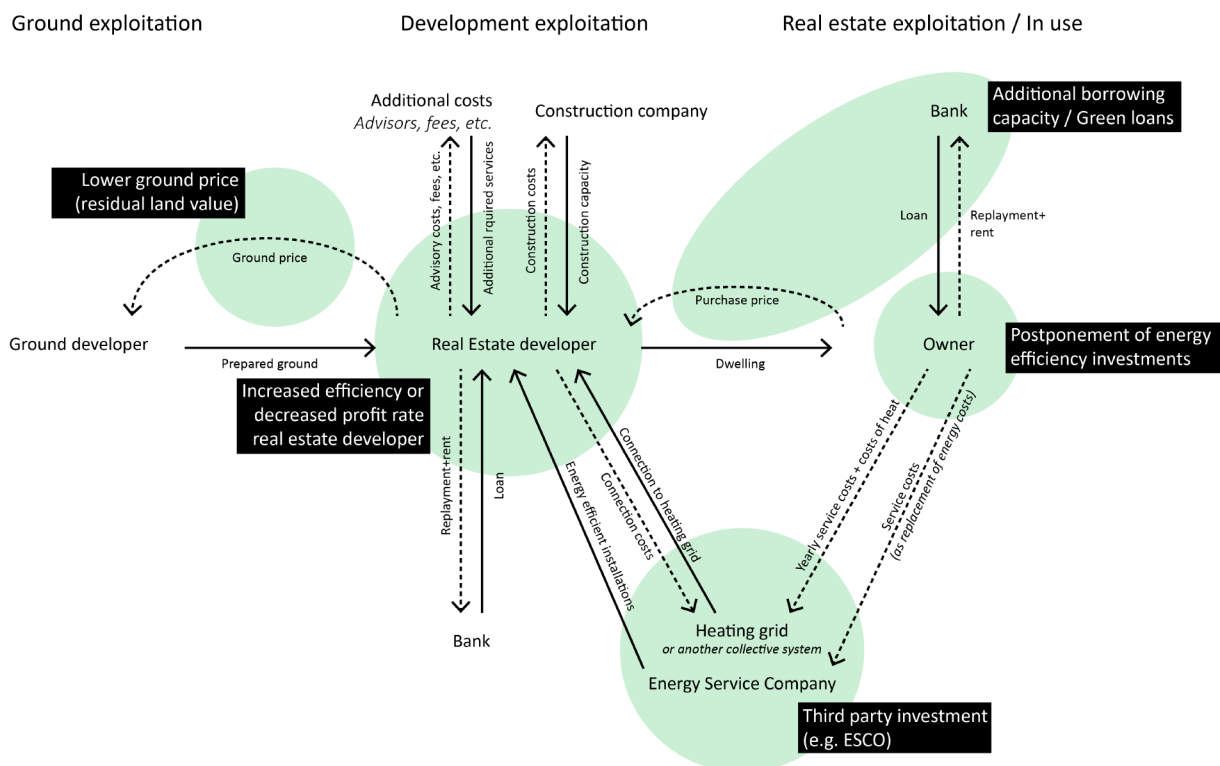 Ground exploitation
Development exploitation
Real estate exploitation / In use
Additional costs
Advisors, fees, etc.
Construction company
Bank
Additional borrowing
capacity / Green loans
Lower ground price
(residual land value)
Ground price
Advisory costs, fees, etc.
Additional rquired services
Construction costs
Construction capacity
Loan
Replayment+
rent
Purchase price
Ground developer
Prepared ground
Real Estate developer
Dwelling
Owner
Postponement of energy
efficiency investments
Increased efficiency or
decreased profit rate
real estate developer
Replayment+rent
Loan
Energy efficient installations
Connection costs
Connection to heating grid
Yearly service costs + costs of heat
Service costs
(as replacement of energy costs)
Bank
Heating grid
or another collective system
Energy Service Company
Third party investment
(e.g. ESCO)